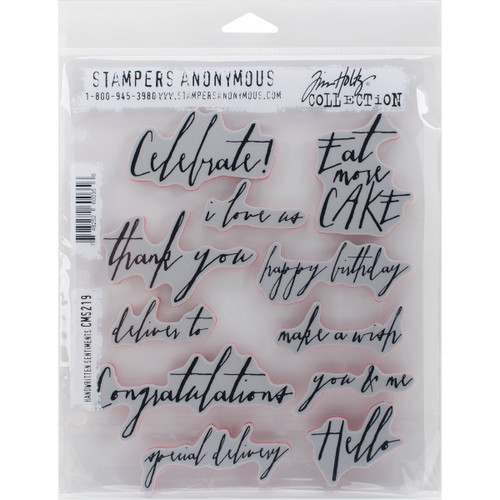 STAMPERS ANONYMOUS
1-800-945-3980 WWW.STAMPERSANONYMOUS.COM
Tim Holtz
COLLECTION
Celebrate!
Eat
more
CAKE
i love us
thank you
happy birthday
deliver to
make a wish
Congratulations
you & me
special delivery
Hello
HANDWRITTEN SENTIMENTS CMS219